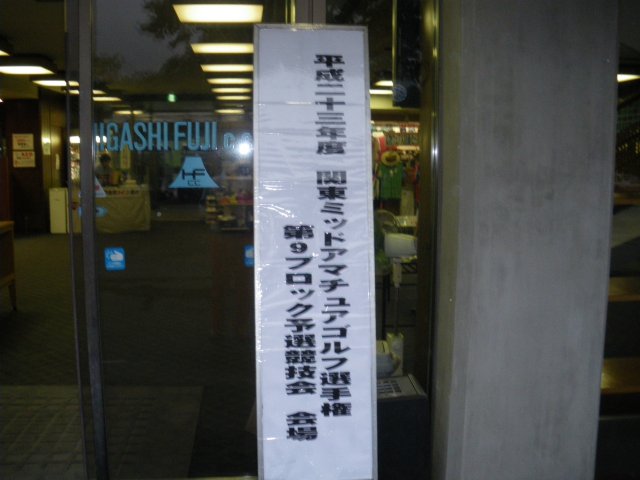 平成二十三年度 関東ミッドアマチュアゴルフ選手権
第9ブロック予選競技会 会場
HIGASHI FUJI C.C.
HF
CC